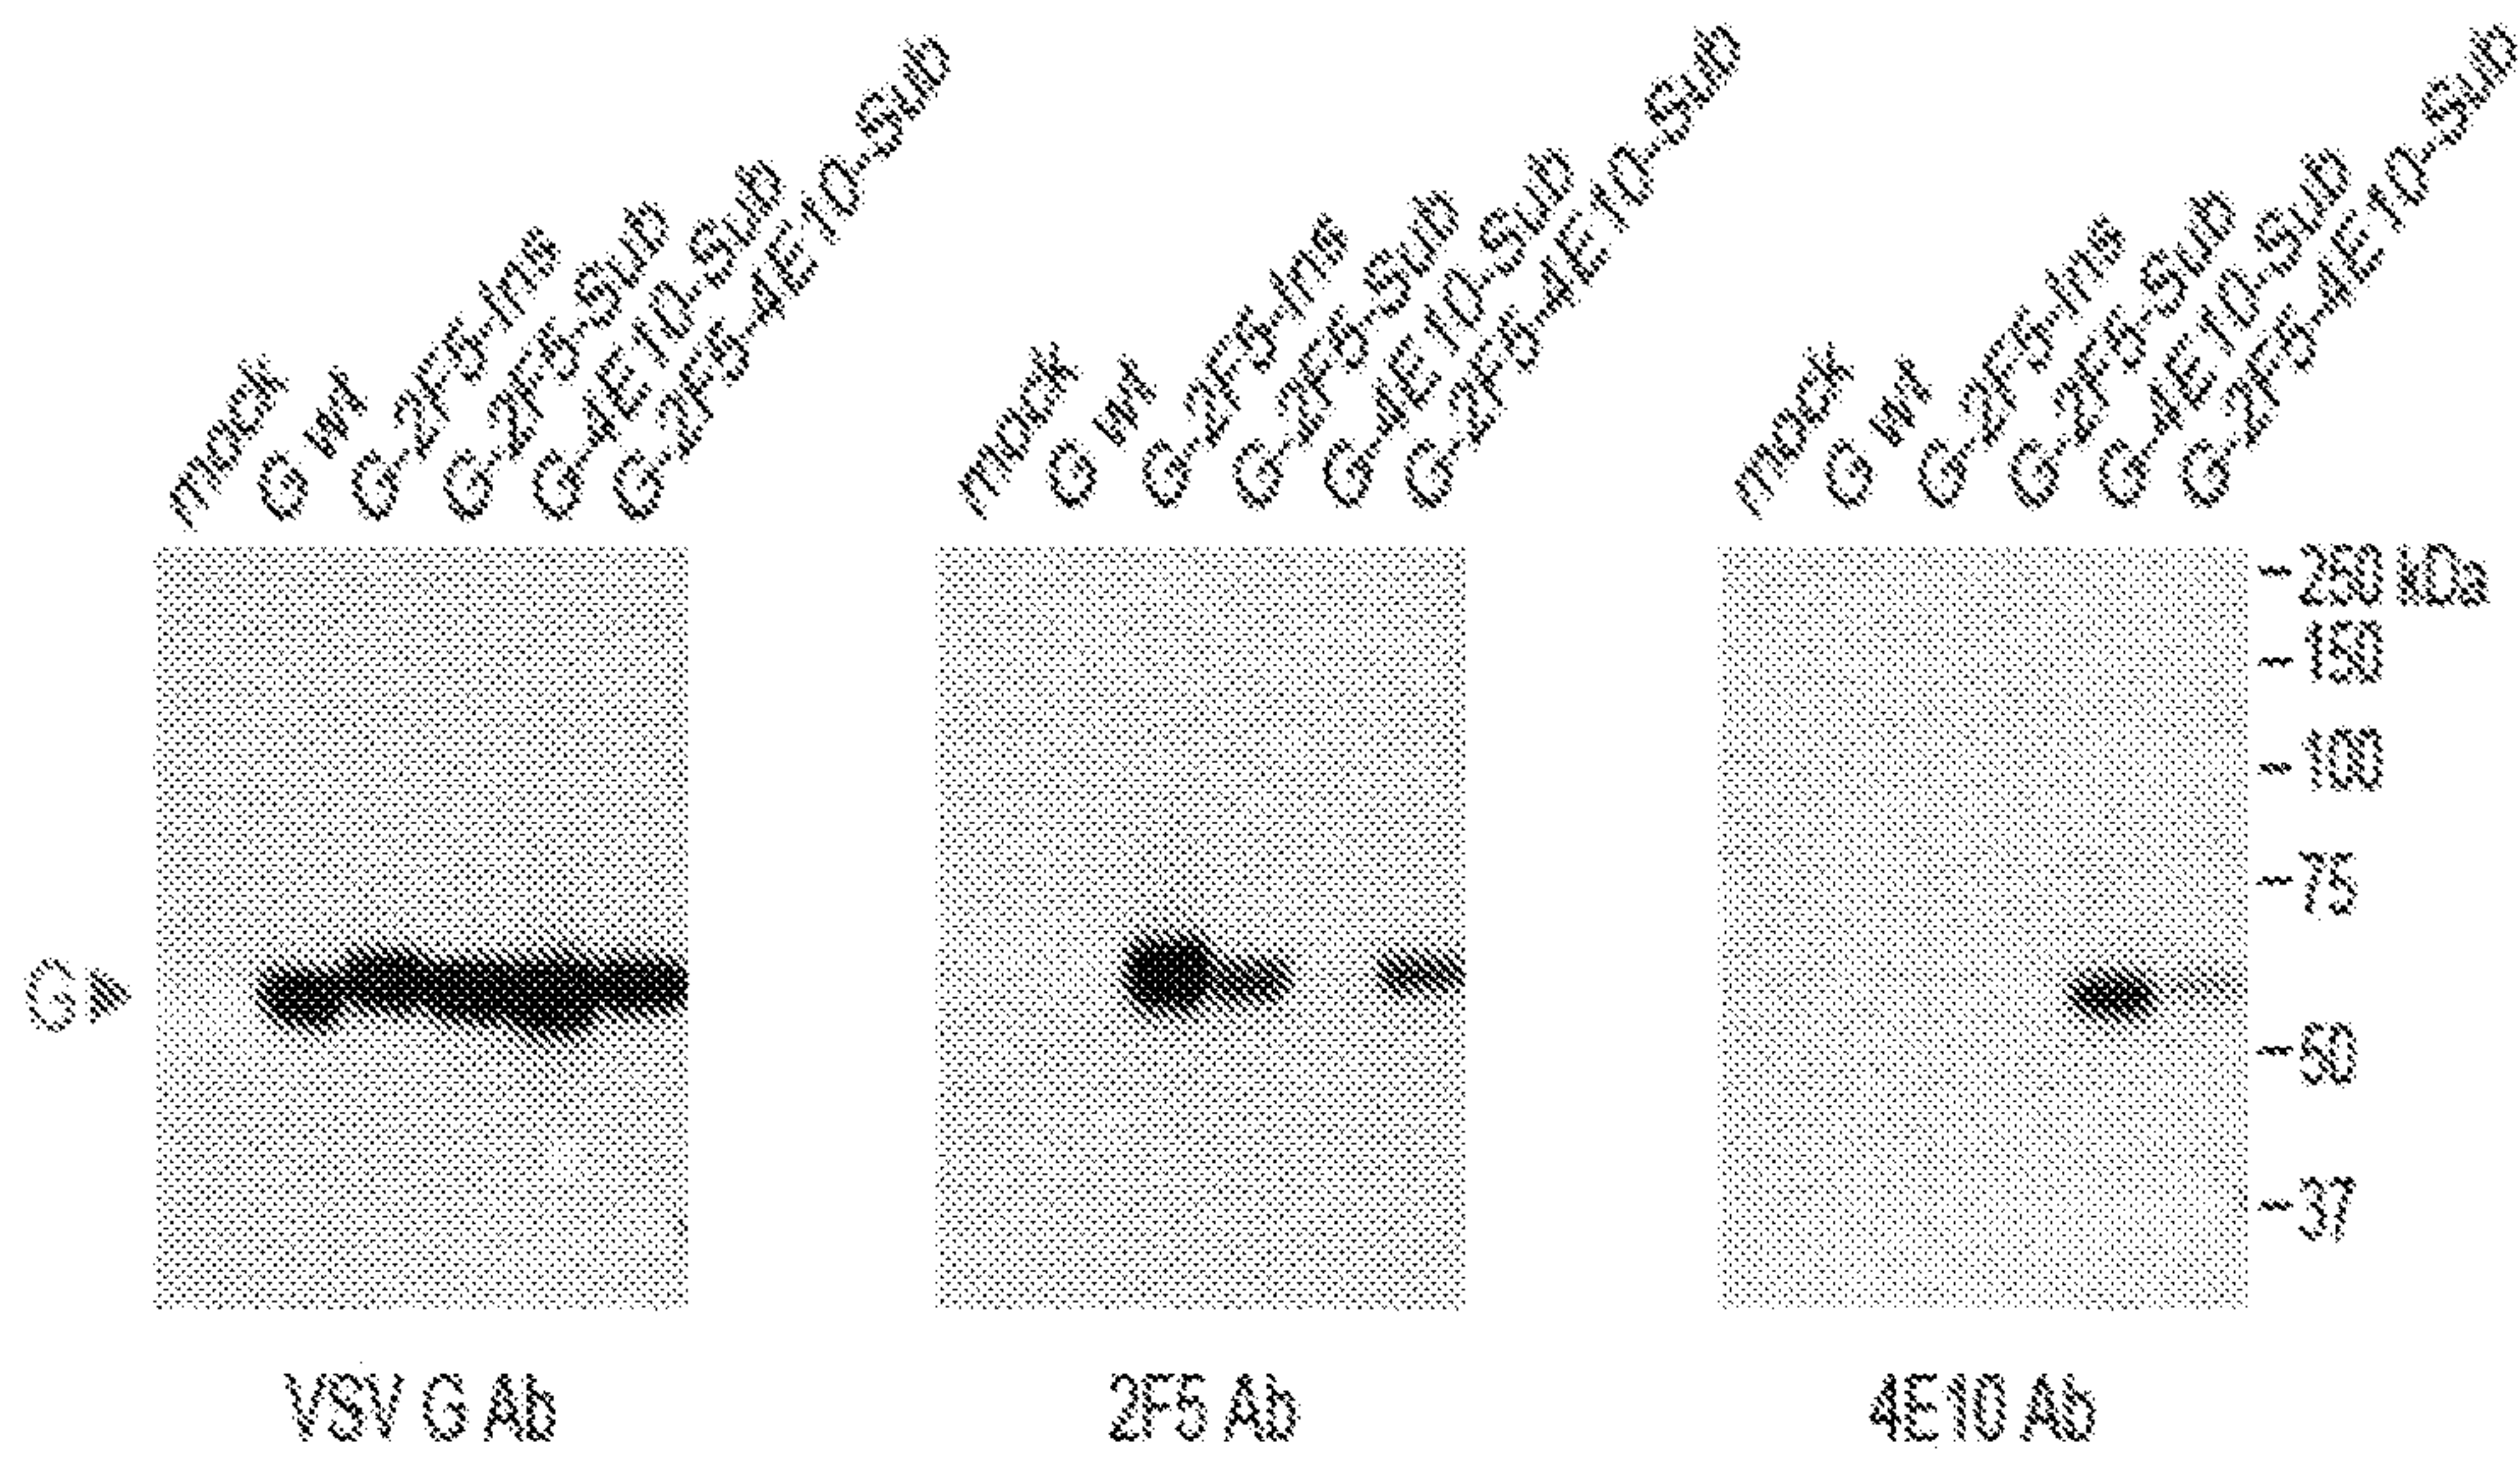 mock
G wt
G-2F5-Ins
G-2F5-Sub
G-4E10-Sub
G-2F5-4E10-Sub
mock
G wt
G-2F5-Ins
G-2F5-Sub
G-4E10-Sub
G-2F5-4E10-Sub
mock
G wt
G-2F5-Ins
G-2F5-Sub
G-4E10-Sub
G-2F5-4E10-Sub
250 kDa
150
100
75
G
50
37
VSV G Ab
2F5 Ab
4E10 Ab